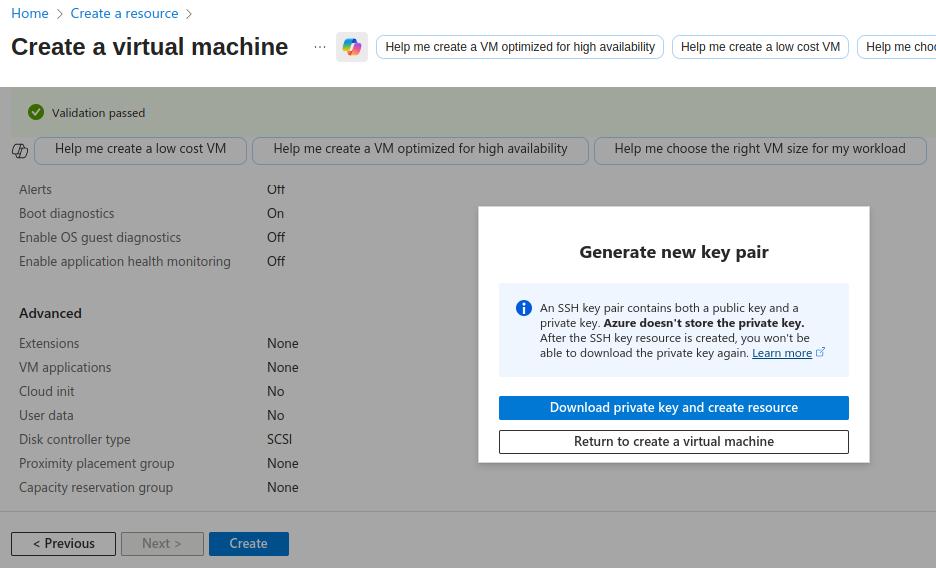 Home > Create a resource >
Create a virtual machine ... Help me create a VM optimized for high availability Help me create a low cost VM Help me choo
Validation passed
Help me create a low cost VM Help me create a VM optimized for high availability Help me choose the right VM size for my workload
Alerts Off
Boot diagnostics On
Enable OS guest diagnostics Off
Enable application health monitoring Off
Advanced
Extensions None
VM applications None
Cloud init No
User data No
Disk controller type SCSI
Proximity placement group None
Capacity reservation group None
Generate new key pair
An SSH key pair contains both a public key and a
private key. Azure doesn't store the private key.
After the SSH key resource is created, you won't be
able to download the private key again. Learn more
Download private key and create resource
Return to create a virtual machine
< Previous Next > Create